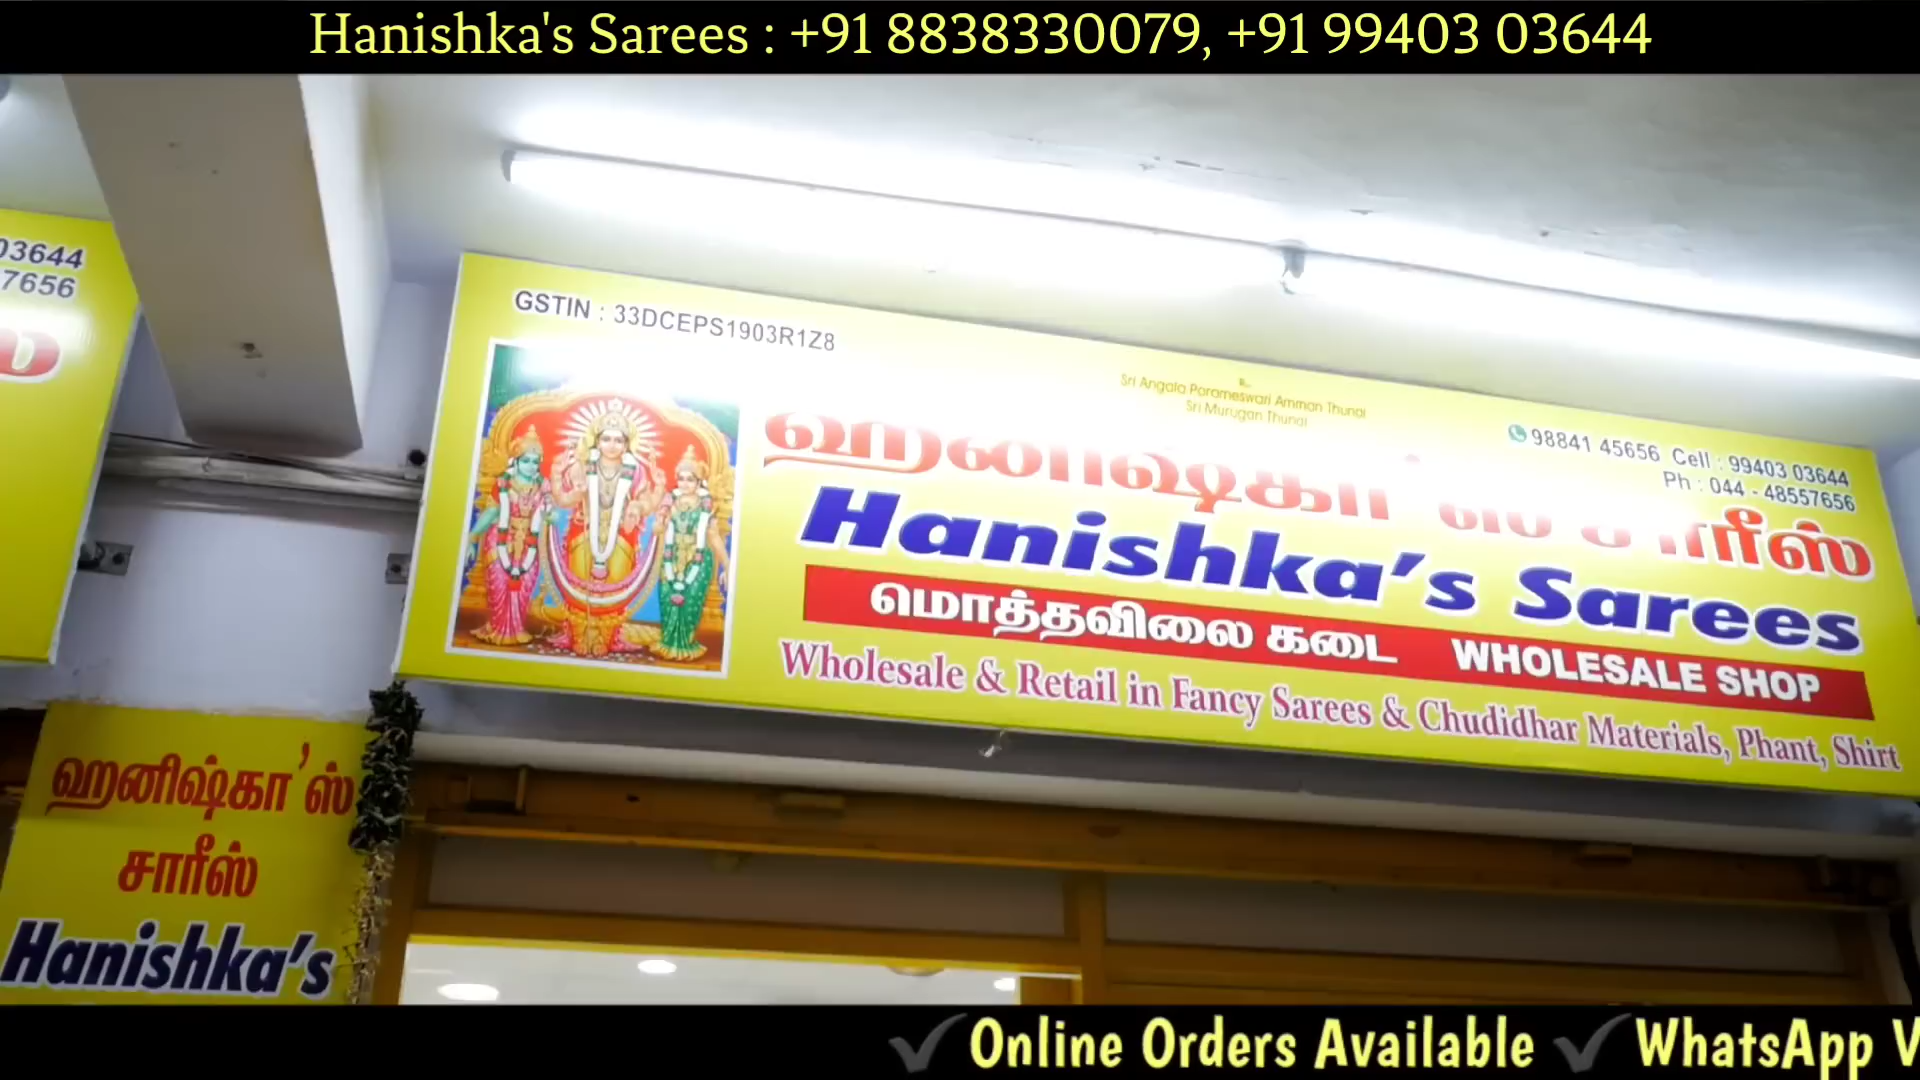 Hanishka's Sarees : +91 8838330079, +91 99403 03644
03644
7656
GSTIN : 33DCEPS1903R1Z8
Sri Angala Parameswari Amman Thunai
Sri Murugan Thunai
98841 45656 Cell : 99403 03644
Ph : 044 - 48557656
ஹனிஷ்கா'ஸ் சாரீஸ்
Hanishka's Sarees
மொத்தவிலை கடை WHOLESALE SHOP
Wholesale & Retail in Fancy Sarees & Chudidhar Materials, Phant, Shirt
ஹனிஷ்கா'ஸ்
சாரீஸ்
Hanishka's
Online Orders Available WhatsApp V